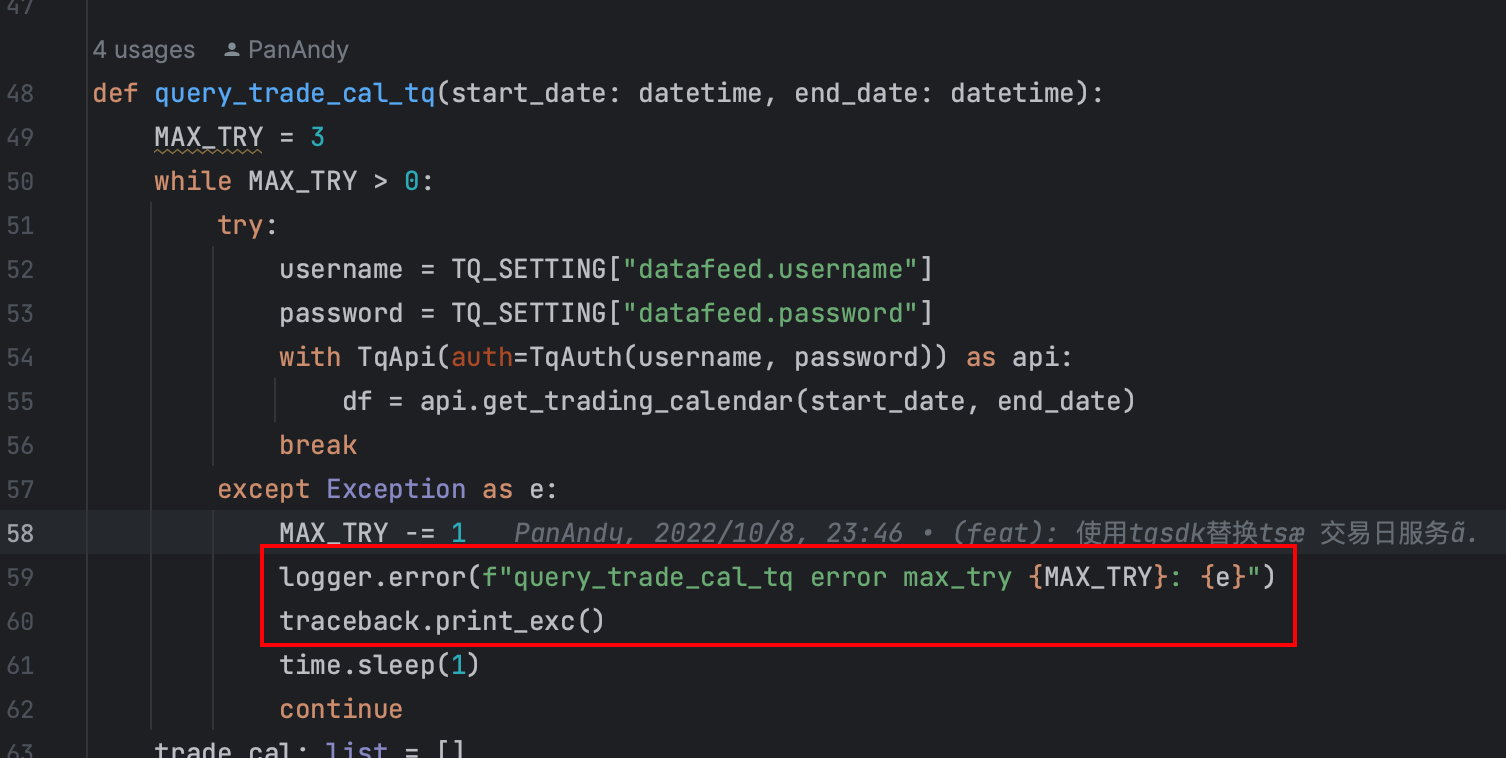 47
4 usages PanAndy
48 def query_trade_cal_tq(start_date: datetime, end_date: datetime):
49 MAX_TRY = 3
50 while MAX_TRY > 0:
51 try:
52 username = TQ_SETTING["datafeed.username"]
53 password = TQ_SETTING["datafeed.password"]
54 with TqApi(auth=TqAuth(username, password)) as api:
55 df = api.get_trading_calendar(start_date, end_date)
56 break
57 except Exception as e:
58 MAX_TRY -= 1 PanAndy, 2022/10/8, 23:46 • (feat): 使用tqsdk替换tsæ 交易日服务ã.
59 logger.error(f"query_trade_cal_tq error max_try {MAX_TRY}: {e}")
60 traceback.print_exc()
61 time.sleep(1)
62 continue
63 trade_cal: list = []